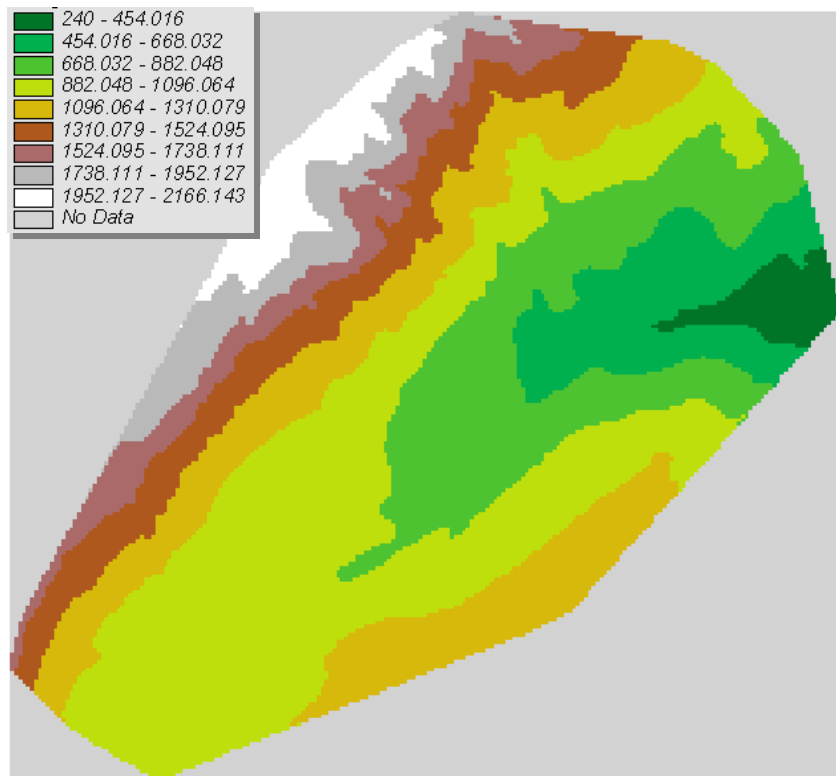 240 - 454.016
454.016 - 668.032
668.032 - 882.048
882.048 - 1096.064
1096.064 - 1310.079
1310.079 - 1524.095
1524.095 - 1738.111
1738.111 - 1952.127
1952.127 - 2166.143
No Data